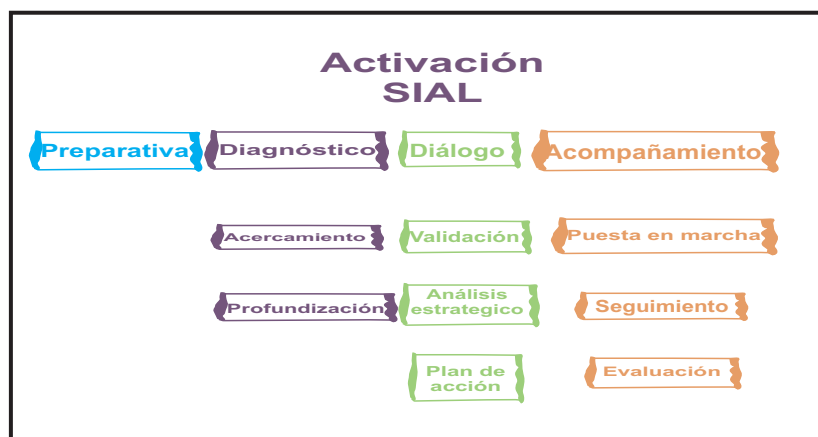 Activación
SIAL
Preparativa
Diagnóstico
Diálogo
Acompañamiento
Acercamiento
Validación
Puesta en marcha
Profundización
Análisis
estrategico
Seguimiento
Plan de
acción
Evaluación